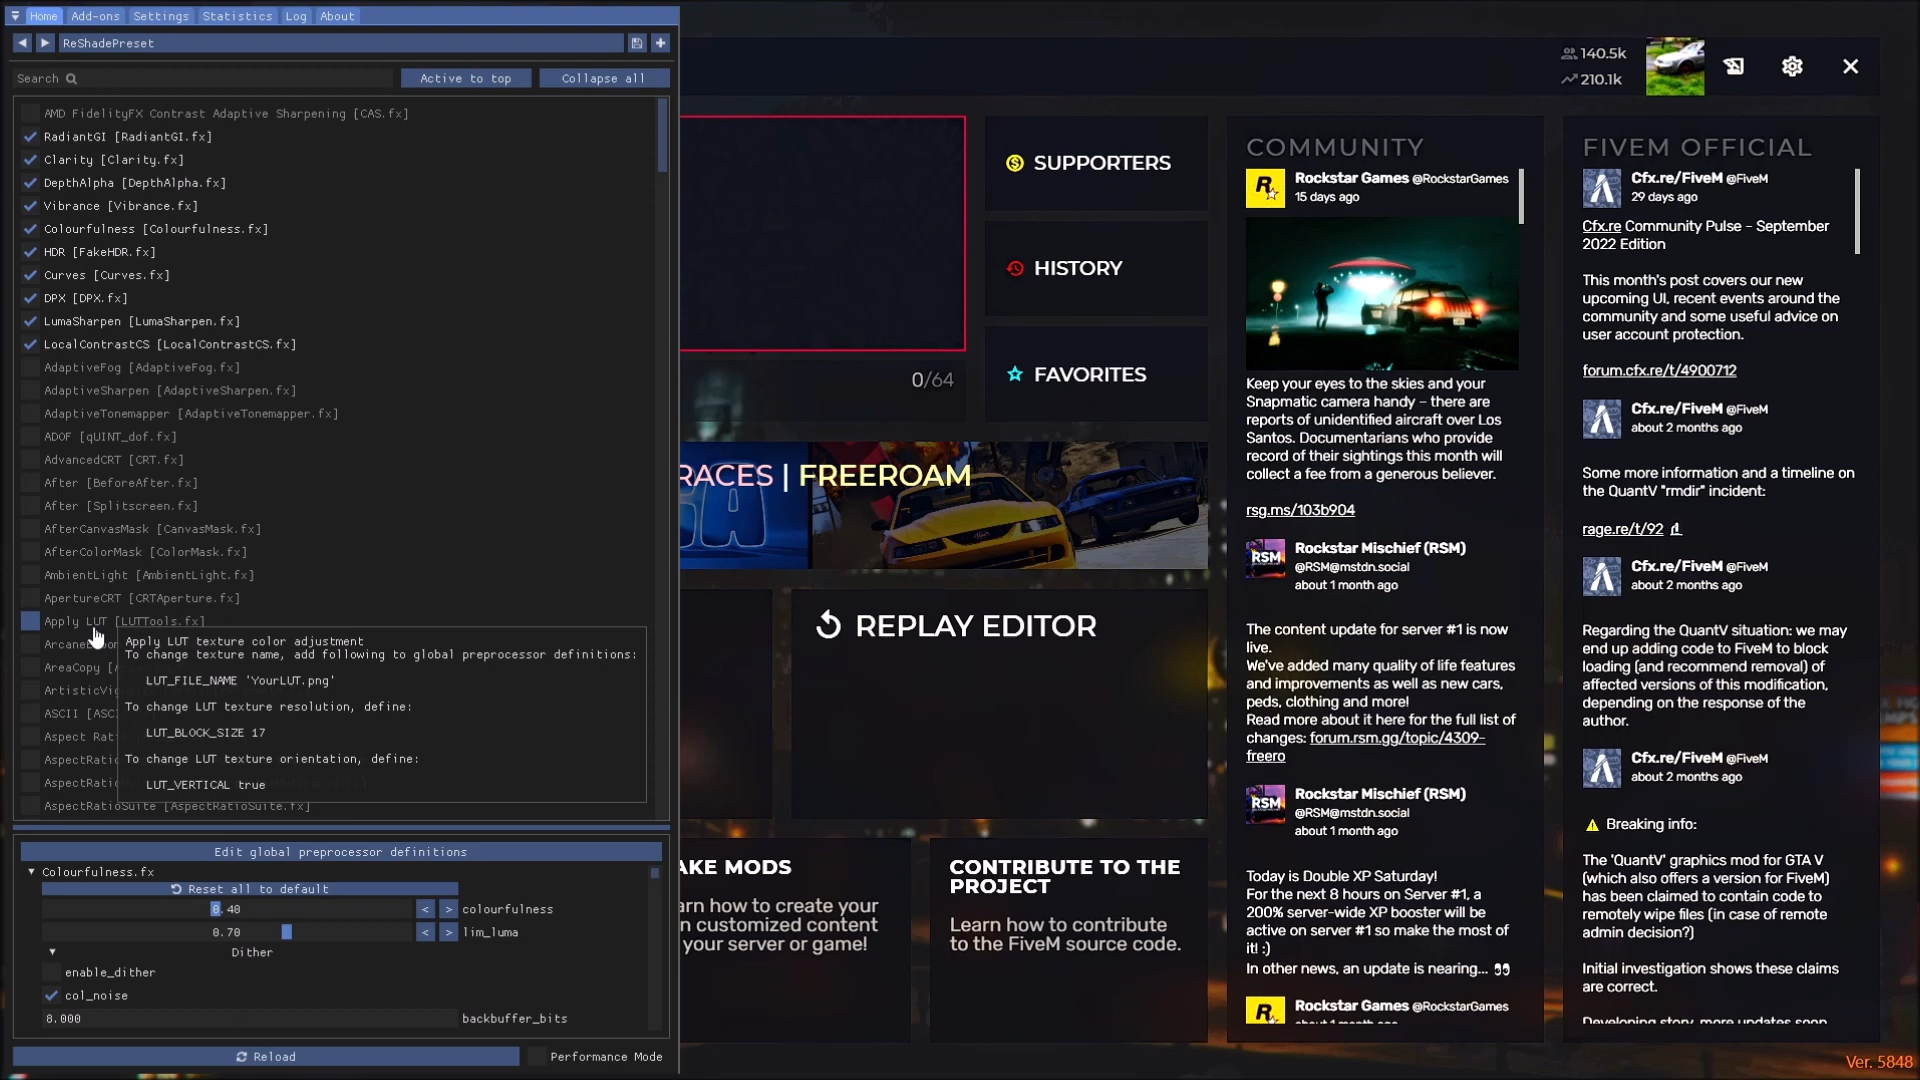 Home Add-ons Settings Statistics Log About
ReShadePreset
Search
Active to top
Collapse all
AMD FidelityFX Contrast Adaptive Sharpening [CAS.fx]
RadiantGI [RadiantGI.fx]
Clarity [Clarity.fx]
DepthAlpha [DepthAlpha.fx]
Vibrance [Vibrance.fx]
Colourfulness [Colourfulness.fx]
HDR [FakeHDR.fx]
Curves [Curves.fx]
DPX [DPX.fx]
LumaSharpen [LumaSharpen.fx]
LocalContrastCS [LocalContrastCS.fx]
AdaptiveFog [AdaptiveFog.fx]
AdaptiveSharpen [AdaptiveSharpen.fx]
AdaptiveTonemapper [AdaptiveTonemapper.fx]
ADOF [qUINT_dof.fx]
AdvancedCRT [CRT.fx]
After [BeforeAfter.fx]
After [Splitscreen.fx]
AfterCanvasMask [CanvasMask.fx]
AfterColorMask [ColorMask.fx]
AmbientLight [AmbientLight.fx]
ApertureCRT [CRTAperture.fx]
Apply LUT [LUTTools.fx]
AreaCopy
ASCII [ASC
Aspect Rat
AspectRati
AspectRati
AspectRatioSuite [AspectRatioSuite.fx]
Apply LUT texture color adjustment
To change texture name, add following to global preprocessor definitions:
LUT_FILE_NAME 'YourLUT.png'
To change LUT texture resolution, define:
LUT_BLOCK_SIZE 17
To change LUT texture orientation, define:
LUT_VERTICAL true
Edit global preprocessor definitions
Colourfulness.fx
Reset all to default
0.40 < > colourfulness
0.70 < > lim_luma
Dither
enable_dither
col_noise
8.000 backbuffer_bits
Reload
Performance Mode
140.5k
210.1k
0/64
SUPPORTERS
HISTORY
FAVORITES
RACES | FREEROAM
REPLAY EDITOR
AKE MODS
arn how to create your
n customized content
your server or game!
CONTRIBUTE TO THE
PROJECT
Learn how to contribute
to the FiveM source code.
COMMUNITY
Rockstar Games @RockstarGames
15 days ago
Keep your eyes to the skies and your
Snapmatic camera handy – there are
reports of unidentified aircraft over Los
Santos. Documentarians who provide
record of their sightings this month will
collect a fee from a generous believer.
rsg.ms/103b904
RSM
Rockstar Mischief (RSM)
@RSM@mstdn.social
about 1 month ago
The content update for server #1 is now
live.
We've added many quality of life features
and improvements as well as new cars,
peds, clothing and more!
Read more about it here for the full list of
changes: forum.rsm.gg/topic/4309-
freero
RSM
Rockstar Mischief (RSM)
@RSM@mstdn.social
about 1 month ago
Today is Double XP Saturday!
For the next 8 hours on Server #1, a
200% server-wide XP booster will be
active on server #1 so make the most of
it! :)
In other news, an update is nearing... 👀
Rockstar Games @RockstarGames
about 1 month ago
FIVEM OFFICIAL
Cfx.re/FiveM @FiveM
29 days ago
Cfx.re Community Pulse – September
2022 Edition
This month's post covers our new
upcoming UI, recent events around the
community and some useful advice on
user account protection.
forum.cfx.re/t/4900712
Cfx.re/FiveM @FiveM
about 2 months ago
Some more information and a timeline on
the QuantV "rmdir" incident:
rage.re/t/92
Cfx.re/FiveM @FiveM
about 2 months ago
Regarding the QuantV situation: we may
end up adding code to FiveM to block
loading (and recommend removal) of
affected versions of this modification,
depending on the response of the
author.
Cfx.re/FiveM @FiveM
about 2 months ago
⚠ Breaking info:
The 'QuantV' graphics mod for GTA V
(which also offers a version for FiveM)
has been claimed to contain code to
remotely wipe files (in case of remote
admin decision?)
Initial investigation shows these claims
are correct.
Developing story, more updates soon
Ver. 5848